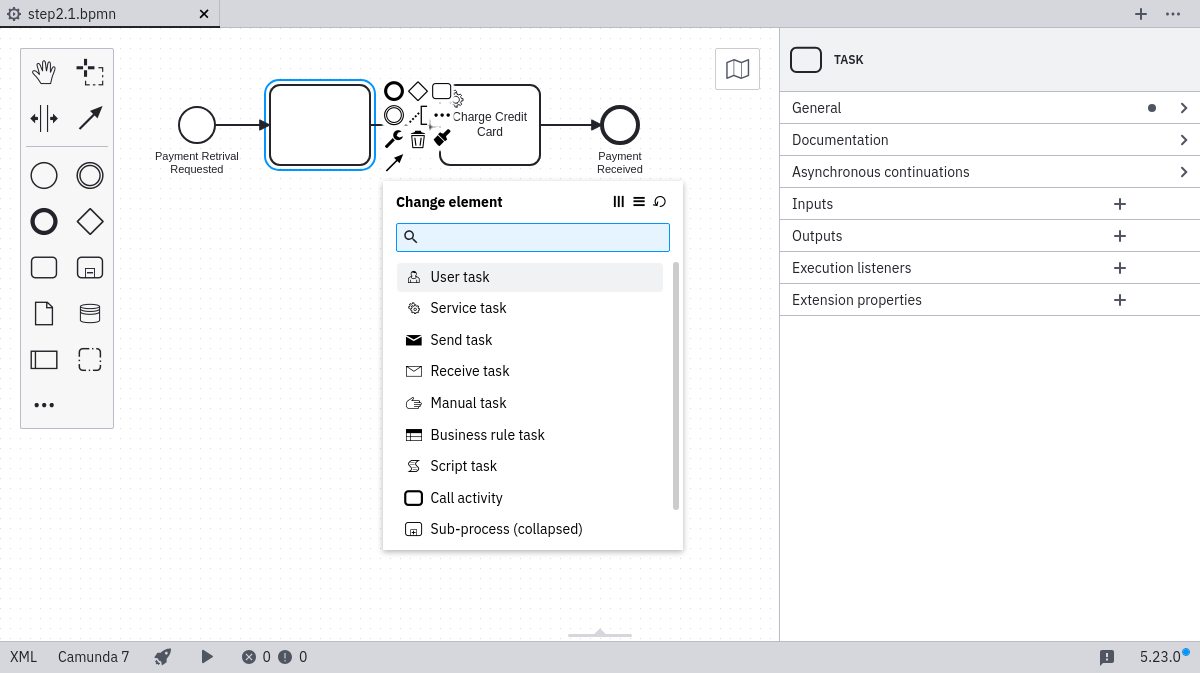 step2.1.bpmn
Payment Retrival
Requested
Charge Credit
Card
Payment
Received
Change element
User task
Service task
Send task
Receive task
Manual task
Business rule task
Script task
Call activity
Sub-process (collapsed)
TASK
General
Documentation
Asynchronous continuations
Inputs
Outputs
Execution listeners
Extension properties
XML Camunda 7 0 0 5.23.0